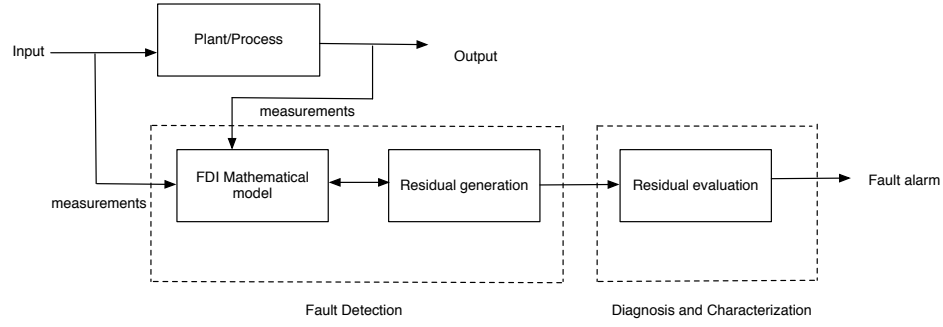 Plant/Process
Input
Output
measurements
FDI Mathematical
model
Residual generation
Residual evaluation
Fault alarm
measurements
Fault Detection
Diagnosis and Characterization